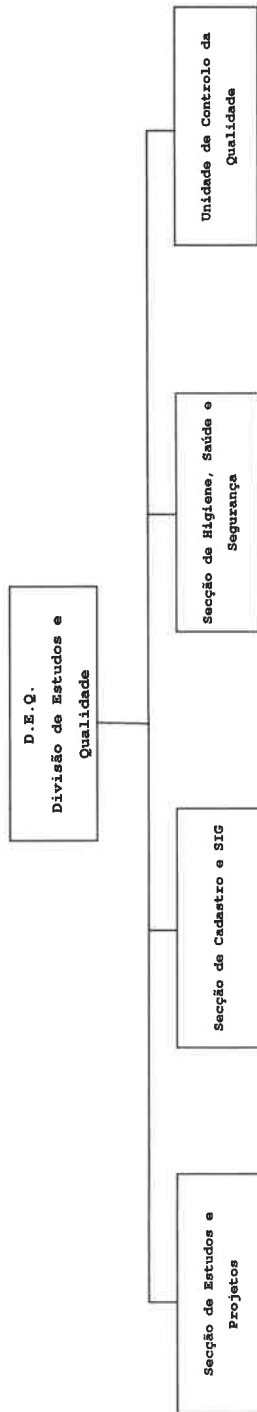 D.E.Q.
Divisão de Estudos e
Qualidade
Secção de Estudos e
Projetos
Secção de Cadastro e SIG
Secção de Higiene, Saúde e
Segurança
Unidade de Controlo da
Qualidade